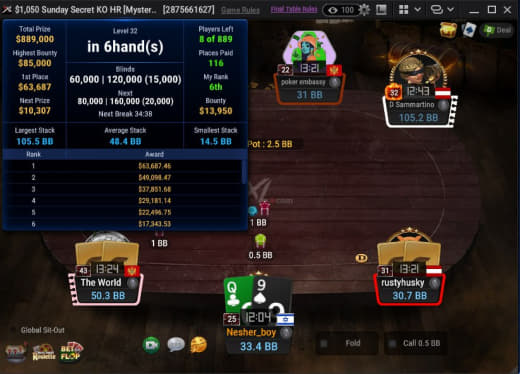 $1,050 Sunday Secret KO HR [Myster... [2875661627] Game Rules Final Table Rules 100
Total Prize
$889,000
Highest Bounty
$85,000
1st Place
$63,687
Next Prize
$10,307
Level 32
in 6hand(s)
Blinds
60,000 | 120,000 (15,000)
Next
80,000 | 160,000 (20,000)
Next Break 34:38
Players Left
8 of 889
Places Paid
116
My Rank
6th
Bounty
$13,950
Largest Stack
105.5 BB
Average Stack
48.4 BB
Smallest Stack
14.5 BB
Rank Award
1 $63,687.46
2 $49,098.47
3 $37,851.68
4 $29,181.14
5 $22,496.75
6 $17,343.53
Deal
22 13:21
poker embassy
31 BB
32 12:43
D Sammartino
105.2 BB
Pot : 2.5 BB
1 BB
1 BB
0.5 BB
43 13:24
The World
50.3 BB
Q 9
25 12:04
Nesher_boy
33.4 BB
31 13:21
rustyhusky
30.7 BB
Global Sit-Out
Roulette
BET FLOP
Fold
Call 0.5 BB